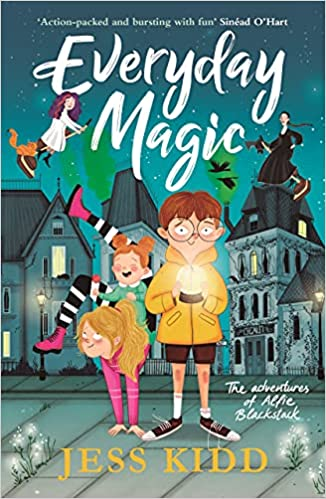 'Action-packed and bursting with fun' Sinéad O'Hart
Everyday
Magic
The adventures
of Alfie
Blackstack
JESS KIDD